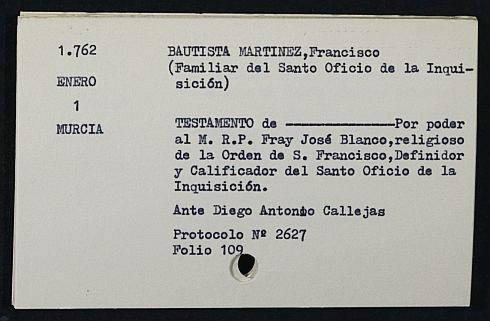 1.762
ENERO
1
MURCIA
BAUTISTA MARTINEZ,Francisco
(Familiar del Santo Oficio de la Inqui-
sición)
TESTAMENTO de ----------------Por poder
al M. R.P. Fray José Blanco,religioso
de la Orden de S. Francisco,Definidor
y Calificador del Santo Oficio de la
Inquisición.
Ante Diego Antonio Callejas
Protocolo Nº 2627
Folio 109